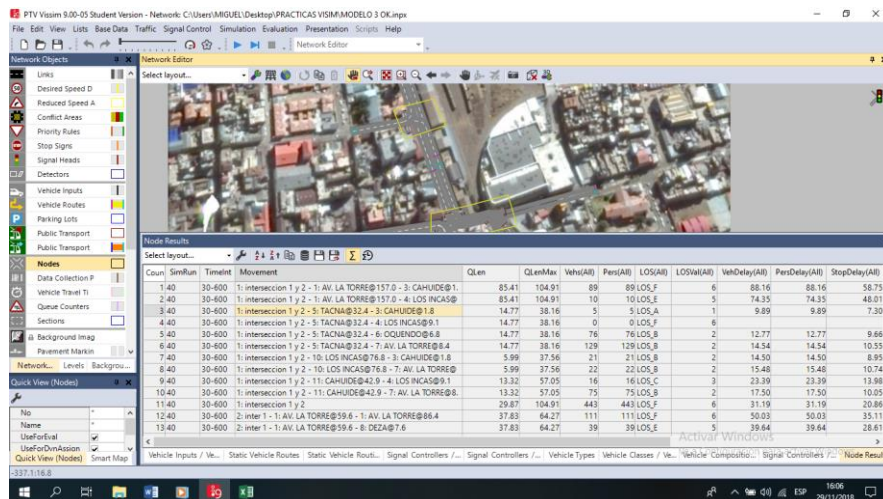 PTV Vissim 9.00-05 Student Version - Network: C:\Users\MIGUEL\Desktop\PRACTICAS VISIM\MODELO 3 OK.inpx
File Edit View Lists Base Data Traffic Signal Control Simulation Evaluation Presentation Scripts Help
Network Editor
Network Objects
Links
Desired Speed D
Reduced Speed A
Conflict Areas
Priority Rules
Stop Signs
Signal Heads
Detectors
Vehicle Inputs
Vehicle Routes
Parking Lots
Public Transport
Public Transport
Nodes
Data Collection P
Vehicle Travel Ti
Queue Counters
Sections
Background Imag
Pavement Markin
Network... Levels Backgrou...
Quick View (Nodes)
No
Name
UseForEval
UseForDynAssign
Quick View (Nodes) Smart Map
-337.1:16.8
Network Editor
Select layout...
Node Results
Select layout...
Coun SimRun TimeInt Movement QLen QLenMax Vehs(All) Pers(All) LOS(All) LOSVal(All) VehDelay(All) PersDelay(All) StopDelay(All)
1 40 30-600 1: interseccion 1 y 2 - 1: AV. LA TORRE@157.0 - 3: CAHUIDE@1. 85.41 104.91 89 89 LOS_F 6 88.16 88.16 58.75
2 40 30-600 1: interseccion 1 y 2 - 1: AV. LA TORRE@157.0 - 4: LOS INCAS@ 85.41 104.91 10 10 LOS_E 5 74.35 74.35 48.01
3 40 30-600 1: interseccion 1 y 2 - 5: TACNA@32.4 - 3: CAHUIDE@1.8 14.77 38.16 5 5 LOS_A 1 9.89 9.89 7.30
4 40 30-600 1: interseccion 1 y 2 - 5: TACNA@32.4 - 4: LOS INCAS@9.1 14.77 38.16 0 0 LOS_F 6
5 40 30-600 1: interseccion 1 y 2 - 5: TACNA@32.4 - 6: OQUENDO@6.8 14.77 38.16 76 76 LOS_B 2 12.77 12.77 9.66
6 40 30-600 1: interseccion 1 y 2 - 5: TACNA@32.4 - 7: AV. LA TORRE@8.4 14.77 38.16 129 129 LOS_B 2 14.54 14.54 10.55
7 40 30-600 1: interseccion 1 y 2 - 10: LOS INCAS@76.8 - 3: CAHUIDE@1.8 5.99 37.56 21 21 LOS_B 2 14.50 14.50 8.95
8 40 30-600 1: interseccion 1 y 2 - 10: LOS INCAS@76.8 - 7: AV. LA TORRE@ 5.99 37.56 22 22 LOS_B 2 15.48 15.48 10.74
9 40 30-600 1: interseccion 1 y 2 - 11: CAHUIDE@42.9 - 4: LOS INCAS@9.1 13.32 57.05 16 16 LOS_C 3 23.39 23.39 13.98
10 40 30-600 1: interseccion 1 y 2 - 11: CAHUIDE@42.9 - 7: AV. LA TORRE@8. 13.32 57.05 75 75 LOS_B 2 17.50 17.50 10.05
11 40 30-600 1: interseccion 1 y 2 29.87 104.91 443 443 LOS_F 6 31.19 31.19 20.86
12 40 30-600 2: inter 1 - 1: AV. LA TORRE@59.6 - 1: AV. LA TORRE@86.4 37.83 64.27 111 111 LOS_F 6 50.03 50.03 35.11
13 40 30-600 2: inter 1 - 1: AV. LA TORRE@59.6 - 8: DEZA@7.6 37.83 64.27 39 39 LOS_E 5 39.64 39.64 28.61
Activar Windows
Vehicle Inputs / Ve... Static Vehicle Routes Static Vehicle Routi... Signal Controllers /... Signal Controllers /... Vehicle Types Vehicle Classes / Ve... Vehicle Compositio... Signal Controllers /... Node Resul
ESP
16:06
29/11/2018